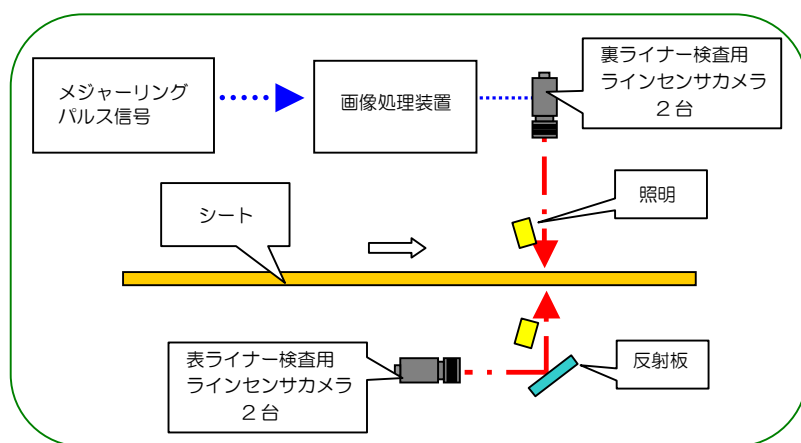 メジャーリング
パルス信号
画像処理装置
裏ライナー検査用
ラインセンサカメラ
2台
照明
シート
表ライナー検査用
ラインセンサカメラ
2台
反射板